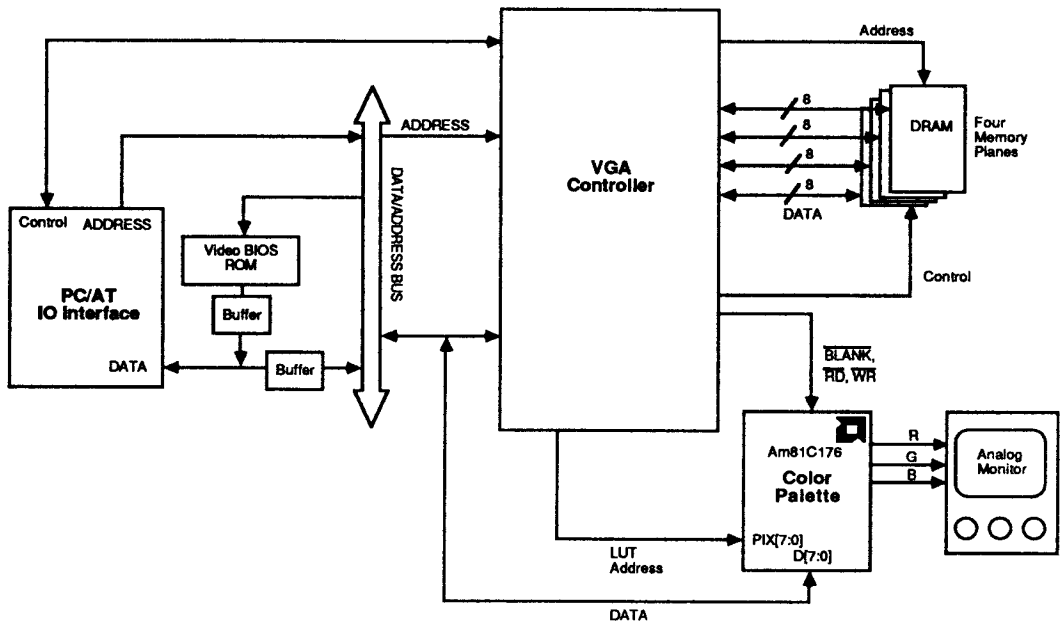 Address
8
8
8
8
DATA
DRAM
Four
Memory
Planes
Control
ADDRESS
VGA
Controller
DATA/ADDRESS BUS
Control
ADDRESS
PC/AT
IO Interface
DATA
Video BIOS
ROM
Buffer
Buffer
BLANK,
RD, WR
Am81C176
Color
Palette
PIX[7:0]
D[7:0]
R
G
B
Analog
Monitor
LUT
Address
DATA